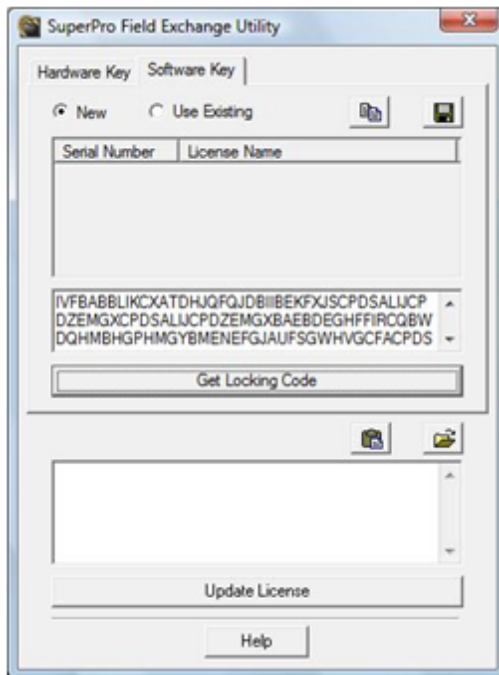 SuperPro Field Exchange Utility
Hardware Key Software Key
New Use Existing
Serial Number License Name
IVFBABBLIKCXATDHJQFQJDBIIIBEKFXJSCPDSALIJCP
DZEMGXCPDSALIJCPDZEMGXBAEBDEGHFFIRCQBW
DQHMBHGPHMGYBMENEFGJAUFSGWHVGCFACPDS
Get Locking Code
Update License
Help